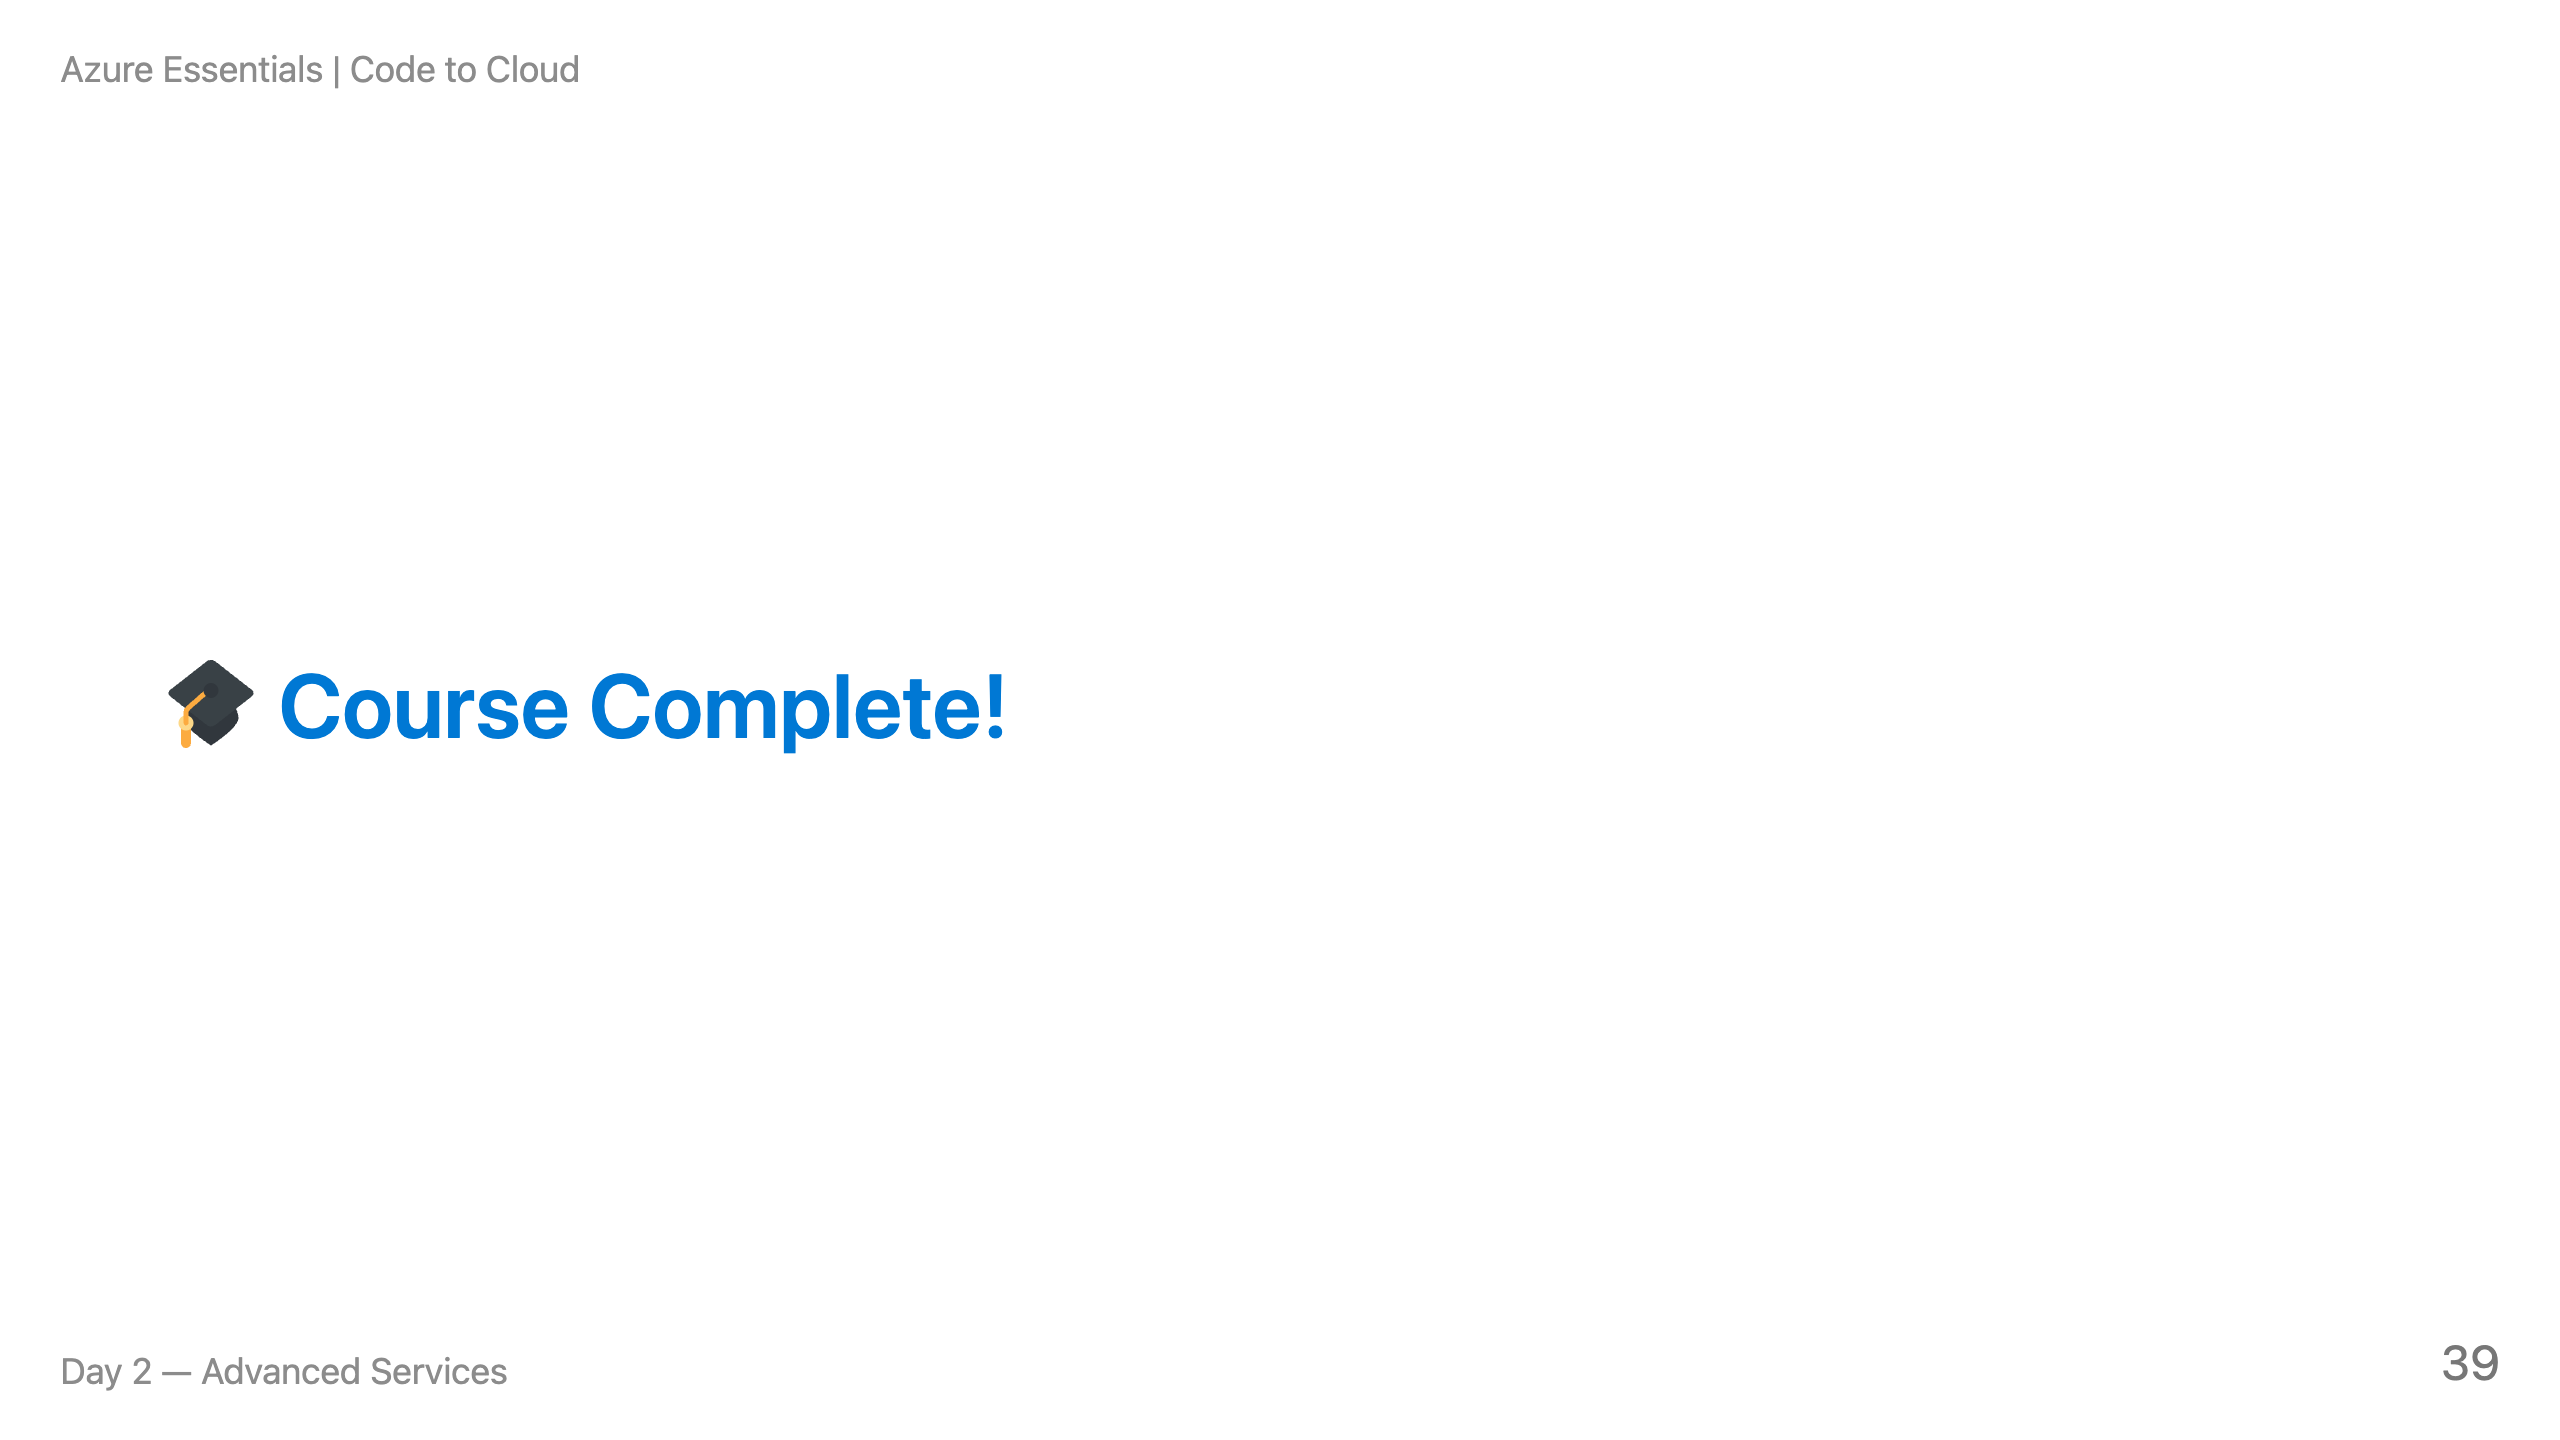 Azure Essentials | Code to Cloud
🎓 Course Complete!
Day 2 — Advanced Services
39